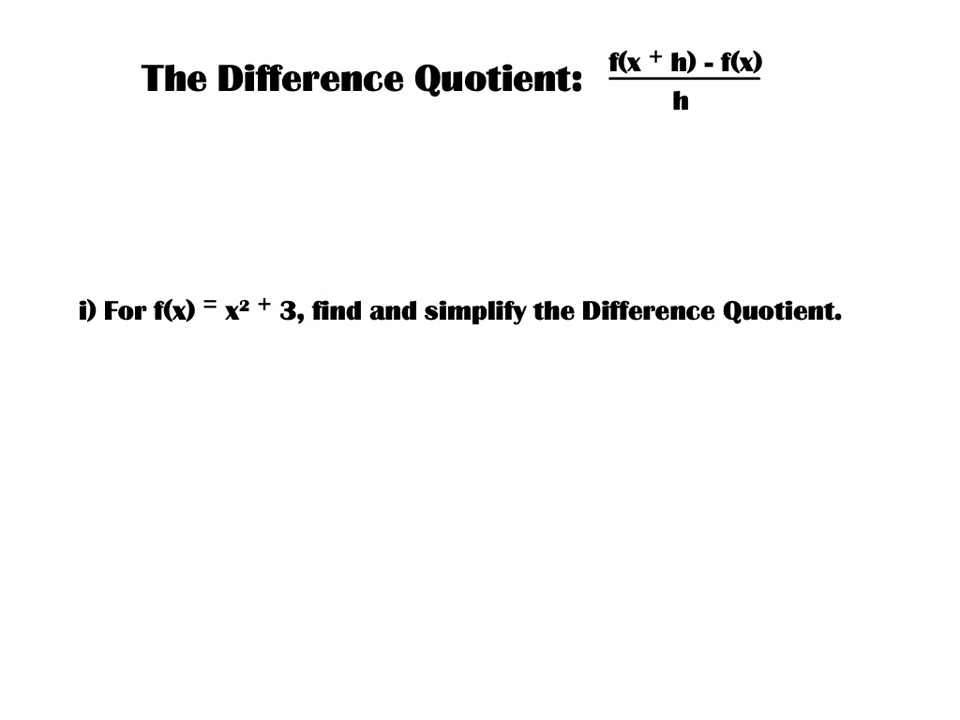 The Difference Quotient: f(x + h) - f(x)
h
i) For f(x) = x² + 3, find and simplify the Difference Quotient.